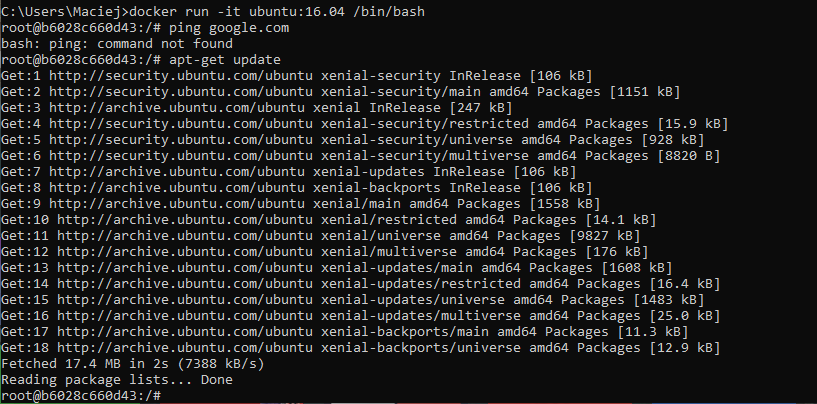 C:\Users\Maciej>docker run -it ubuntu:16.04 /bin/bash
root@b6028c660d43:/# ping google.com
bash: ping: command not found
root@b6028c660d43:/# apt-get update
Get:1 http://security.ubuntu.com/ubuntu xenial-security InRelease [106 kB]
Get:2 http://security.ubuntu.com/ubuntu xenial-security/main amd64 Packages [1151 kB]
Get:3 http://archive.ubuntu.com/ubuntu xenial InRelease [247 kB]
Get:4 http://security.ubuntu.com/ubuntu xenial-security/restricted amd64 Packages [15.9 kB]
Get:5 http://security.ubuntu.com/ubuntu xenial-security/universe amd64 Packages [928 kB]
Get:6 http://security.ubuntu.com/ubuntu xenial-security/multiverse amd64 Packages [8820 B]
Get:7 http://archive.ubuntu.com/ubuntu xenial-updates InRelease [106 kB]
Get:8 http://archive.ubuntu.com/ubuntu xenial-backports InRelease [106 kB]
Get:9 http://archive.ubuntu.com/ubuntu xenial/main amd64 Packages [1558 kB]
Get:10 http://archive.ubuntu.com/ubuntu xenial/restricted amd64 Packages [14.1 kB]
Get:11 http://archive.ubuntu.com/ubuntu xenial/universe amd64 Packages [9827 kB]
Get:12 http://archive.ubuntu.com/ubuntu xenial/multiverse amd64 Packages [176 kB]
Get:13 http://archive.ubuntu.com/ubuntu xenial-updates/main amd64 Packages [1608 kB]
Get:14 http://archive.ubuntu.com/ubuntu xenial-updates/restricted amd64 Packages [16.4 kB]
Get:15 http://archive.ubuntu.com/ubuntu xenial-updates/universe amd64 Packages [1483 kB]
Get:16 http://archive.ubuntu.com/ubuntu xenial-updates/multiverse amd64 Packages [25.0 kB]
Get:17 http://archive.ubuntu.com/ubuntu xenial-backports/main amd64 Packages [11.3 kB]
Get:18 http://archive.ubuntu.com/ubuntu xenial-backports/universe amd64 Packages [12.9 kB]
Fetched 17.4 MB in 2s (7388 kB/s)
Reading package lists... Done
root@b6028c660d43:/#